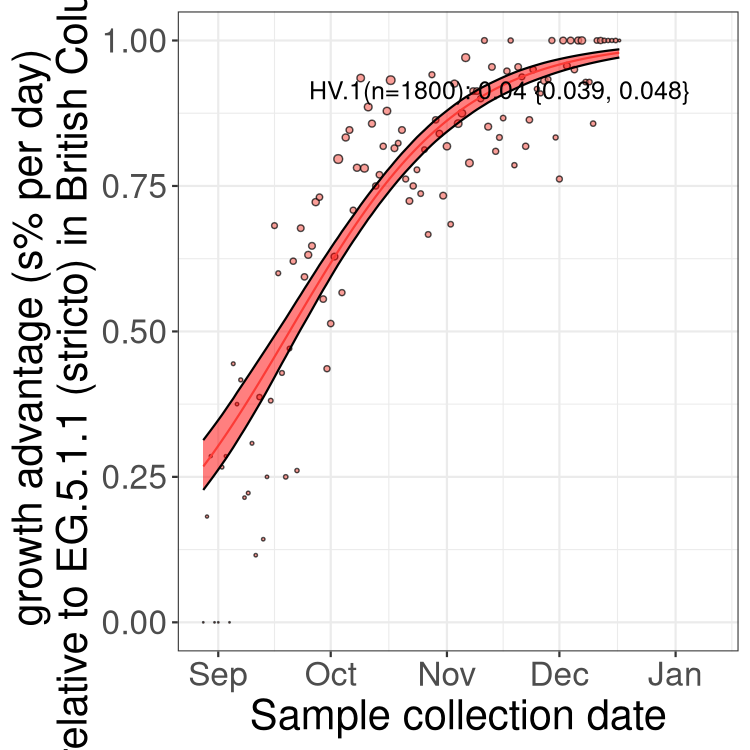 growth advantage (s% per day)
relative to EG.5.1.1 (stricto) in British Colu
1.00
0.75
0.50
0.25
0.00
HV.1(n=1800): 0.04 {0.039, 0.048}
Sep Oct Nov Dec Jan
Sample collection date